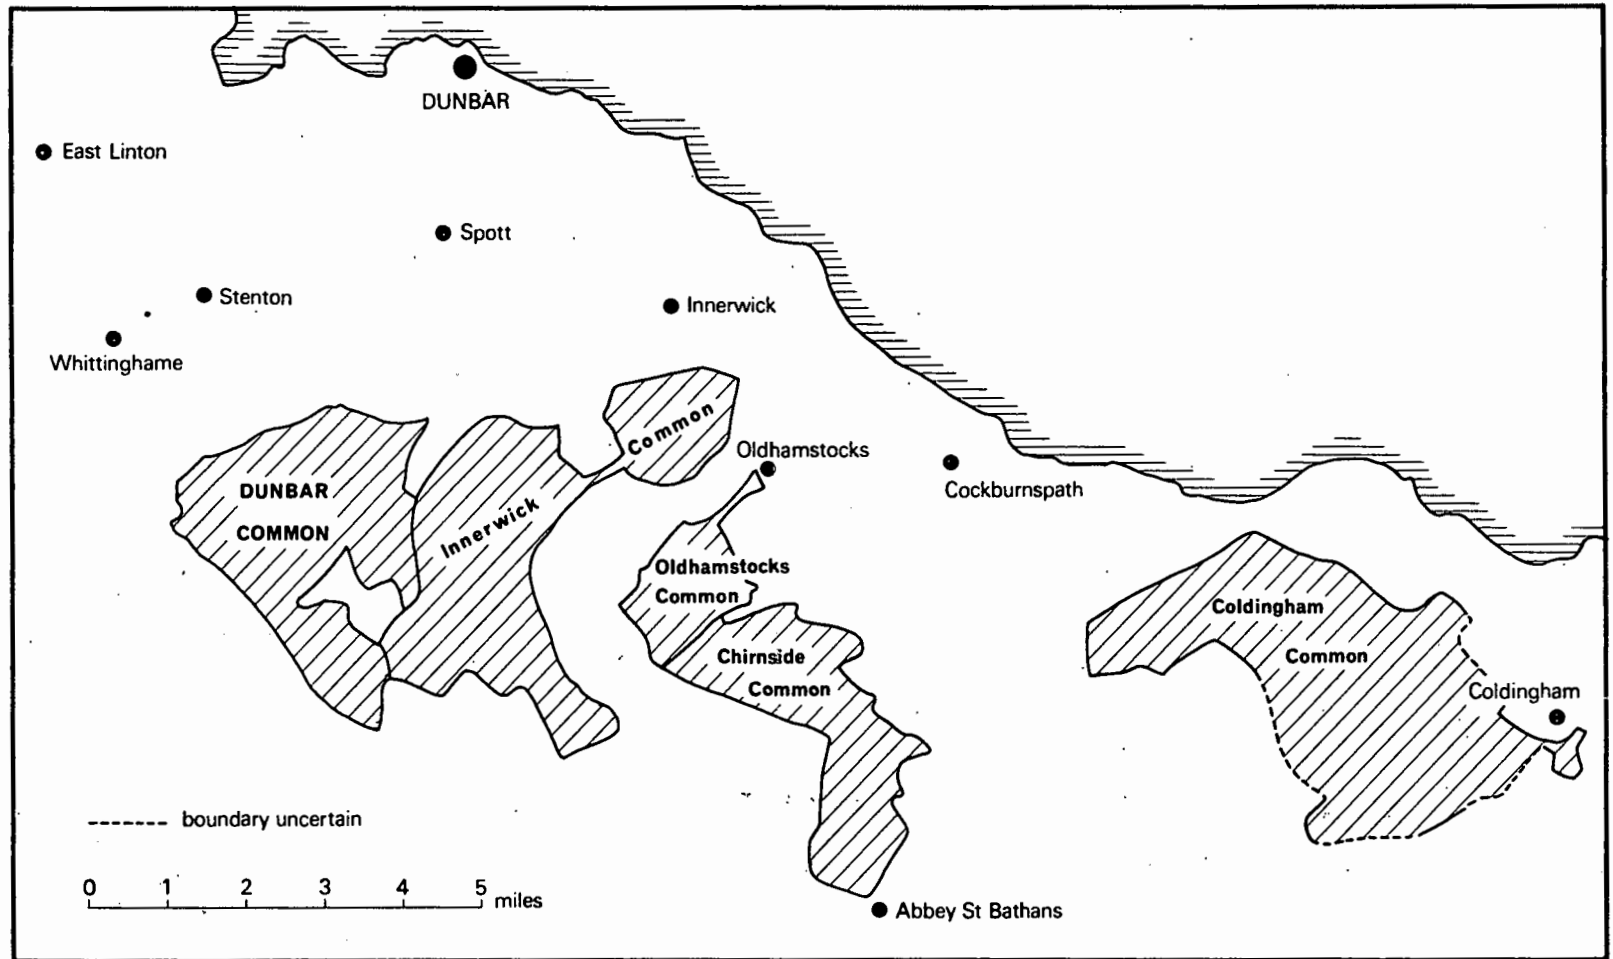 DUNBAR
East Linton
Spott
Stenton
Innerwick
Whittinghame
Common
Oldhamstocks
Cockburnspath
DUNBAR
COMMON
Innerwick
Oldhamstocks
Common
Coldingham
Common
Chirnside
Common
Coldingham
boundary uncertain
0 1 2 3 4 5 miles
Abbey St Bathans